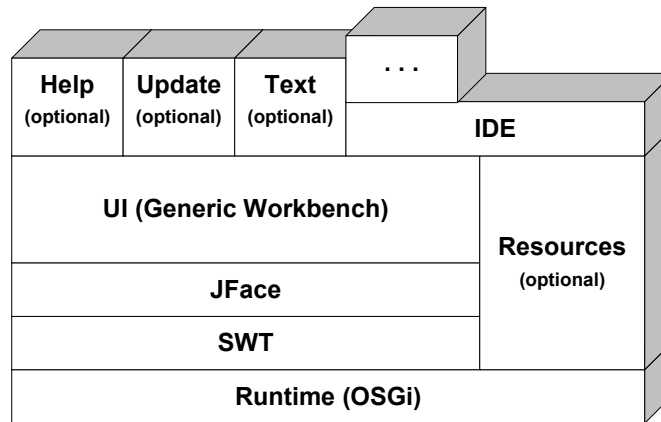 . . .
Help
(optional)
Update
(optional)
Text
(optional)
IDE
UI (Generic Workbench)
Resources
(optional)
JFace
SWT
Runtime (OSGi)